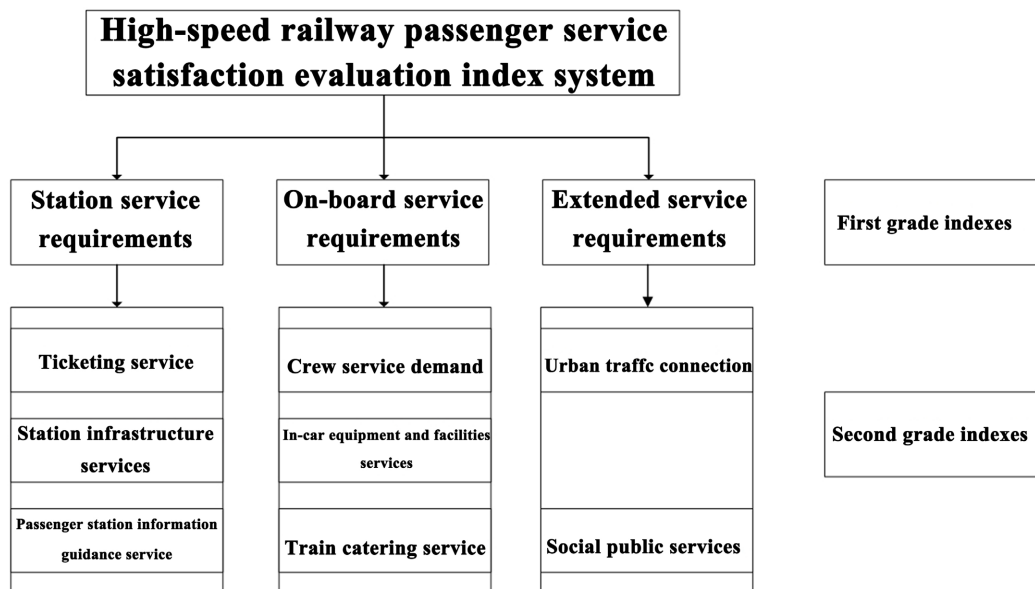 High-speed railway passenger service
satisfaction evaluation index system
Station service
requirements
On-board service
requirements
Extended service
requirements
First grade indexes
Ticketing service
Crew service demand
Urban traffc connection
Station infrastructure
services
In-car equipment and facilities
services
Second grade indexes
Passenger station information
guidance service
Train catering service
Social public services